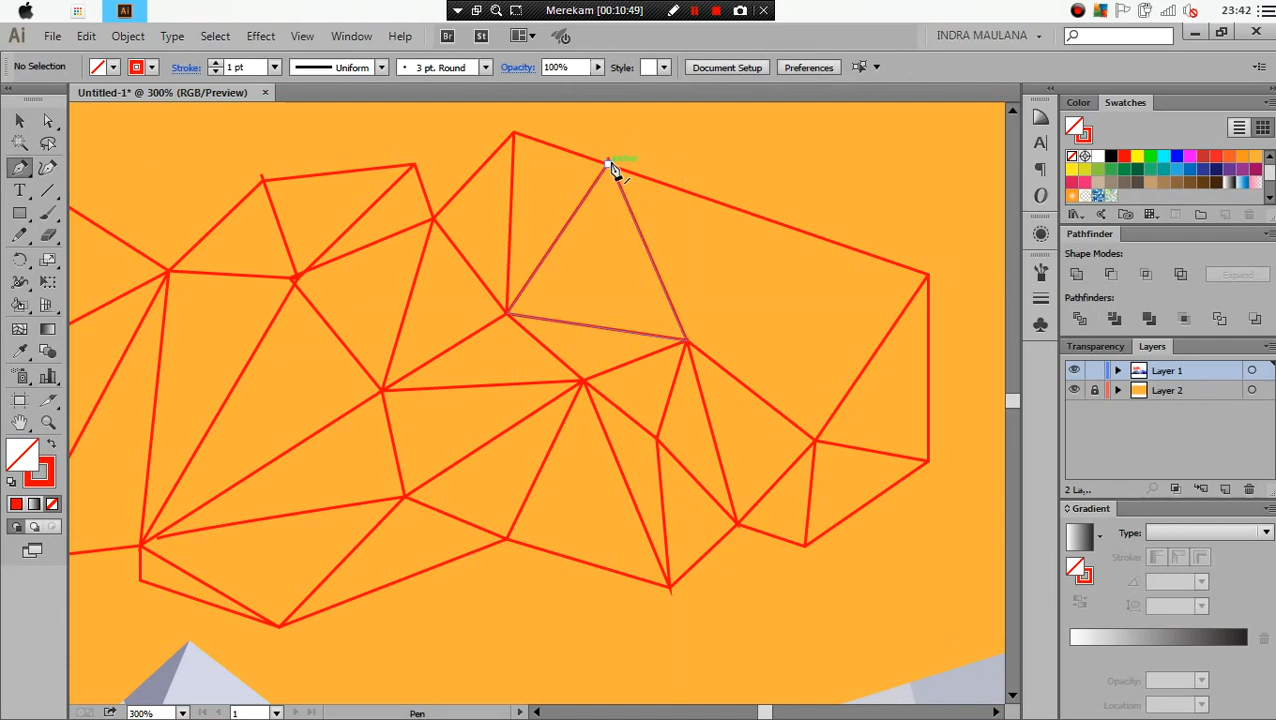 Merekam [00:10:49]
23:42
Ai File Edit Object Type Select Effect View Window Help Br St INDRA MAULANA
No Selection Stroke: 1 pt Uniform 3 pt. Round Opacity: 100% Style: Document Setup Preferences
Untitled-1* @ 300% (RGB/Preview)
Color Swatches
Pathfinder
Shape Modes:
Expand
Pathfinders:
Transparency Layers
Layer 1
Layer 2
2 La...
Gradient
Type:
Stroke:
Opacity:
Location:
300% 1 Pen